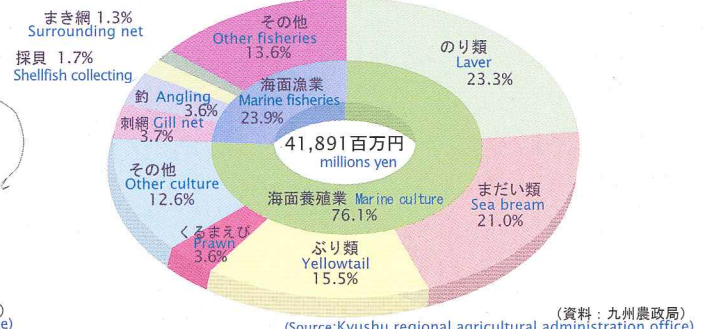 まき網 1.3%
Surrounding net
採貝 1.7%
Shellfish collecting
その他
Other fisheries
13.6%
のり類
Laver
23.3%
海面漁業
Marine fisheries
23.9%
釣 Angling
3.6%
刺網 Gill net
3.7%
41,891百万円
millions yen
その他
Other culture
12.6%
海面養殖業 Marine culture
76.1%
まだい類
Sea bream
21.0%
くるまえび
Prawn
3.6%
ぶり類
Yellowtail
15.5%
(資料:九州農政局)
(Source:Kyushu regional agricultural administration office)